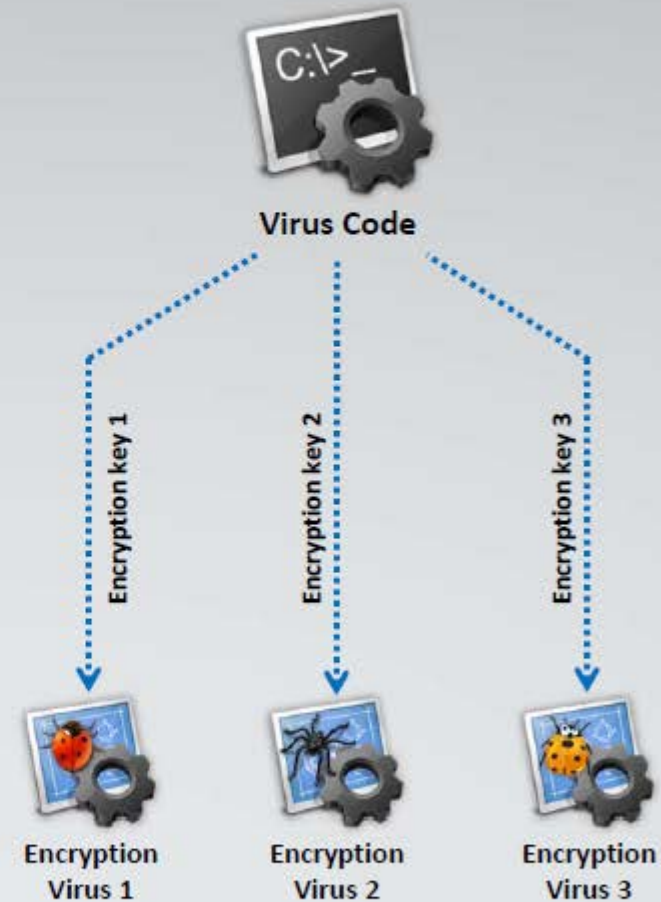 C:\>_
Virus Code
Encryption key 1
Encryption key 2
Encryption key 3
Encryption
Virus 1
Encryption
Virus 2
Encryption
Virus 3